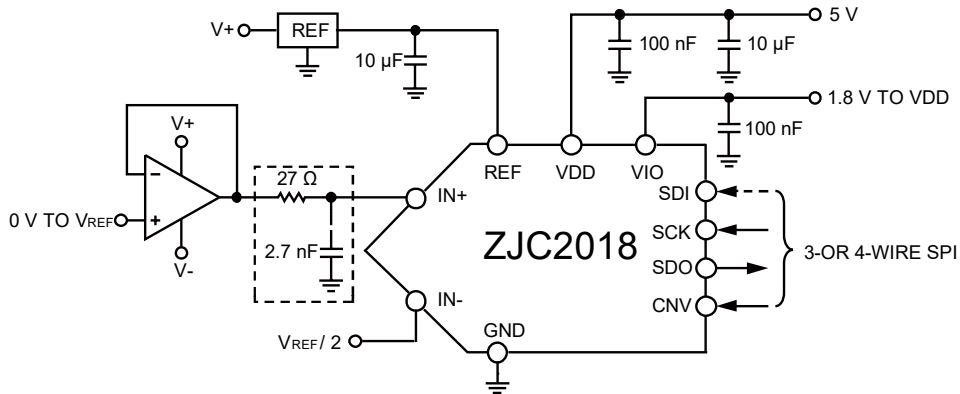 V+
REF
10 µF
100 nF
10 µF
5 V
1.8 V TO VDD
100 nF
V+
−
+
0 V TO VREF
V-
27 Ω
2.7 nF
REF
VDD
VIO
IN+
IN-
VREF/ 2
GND
ZJC2018
SDI
SCK
SDO
CNV
3-OR 4-WIRE SPI